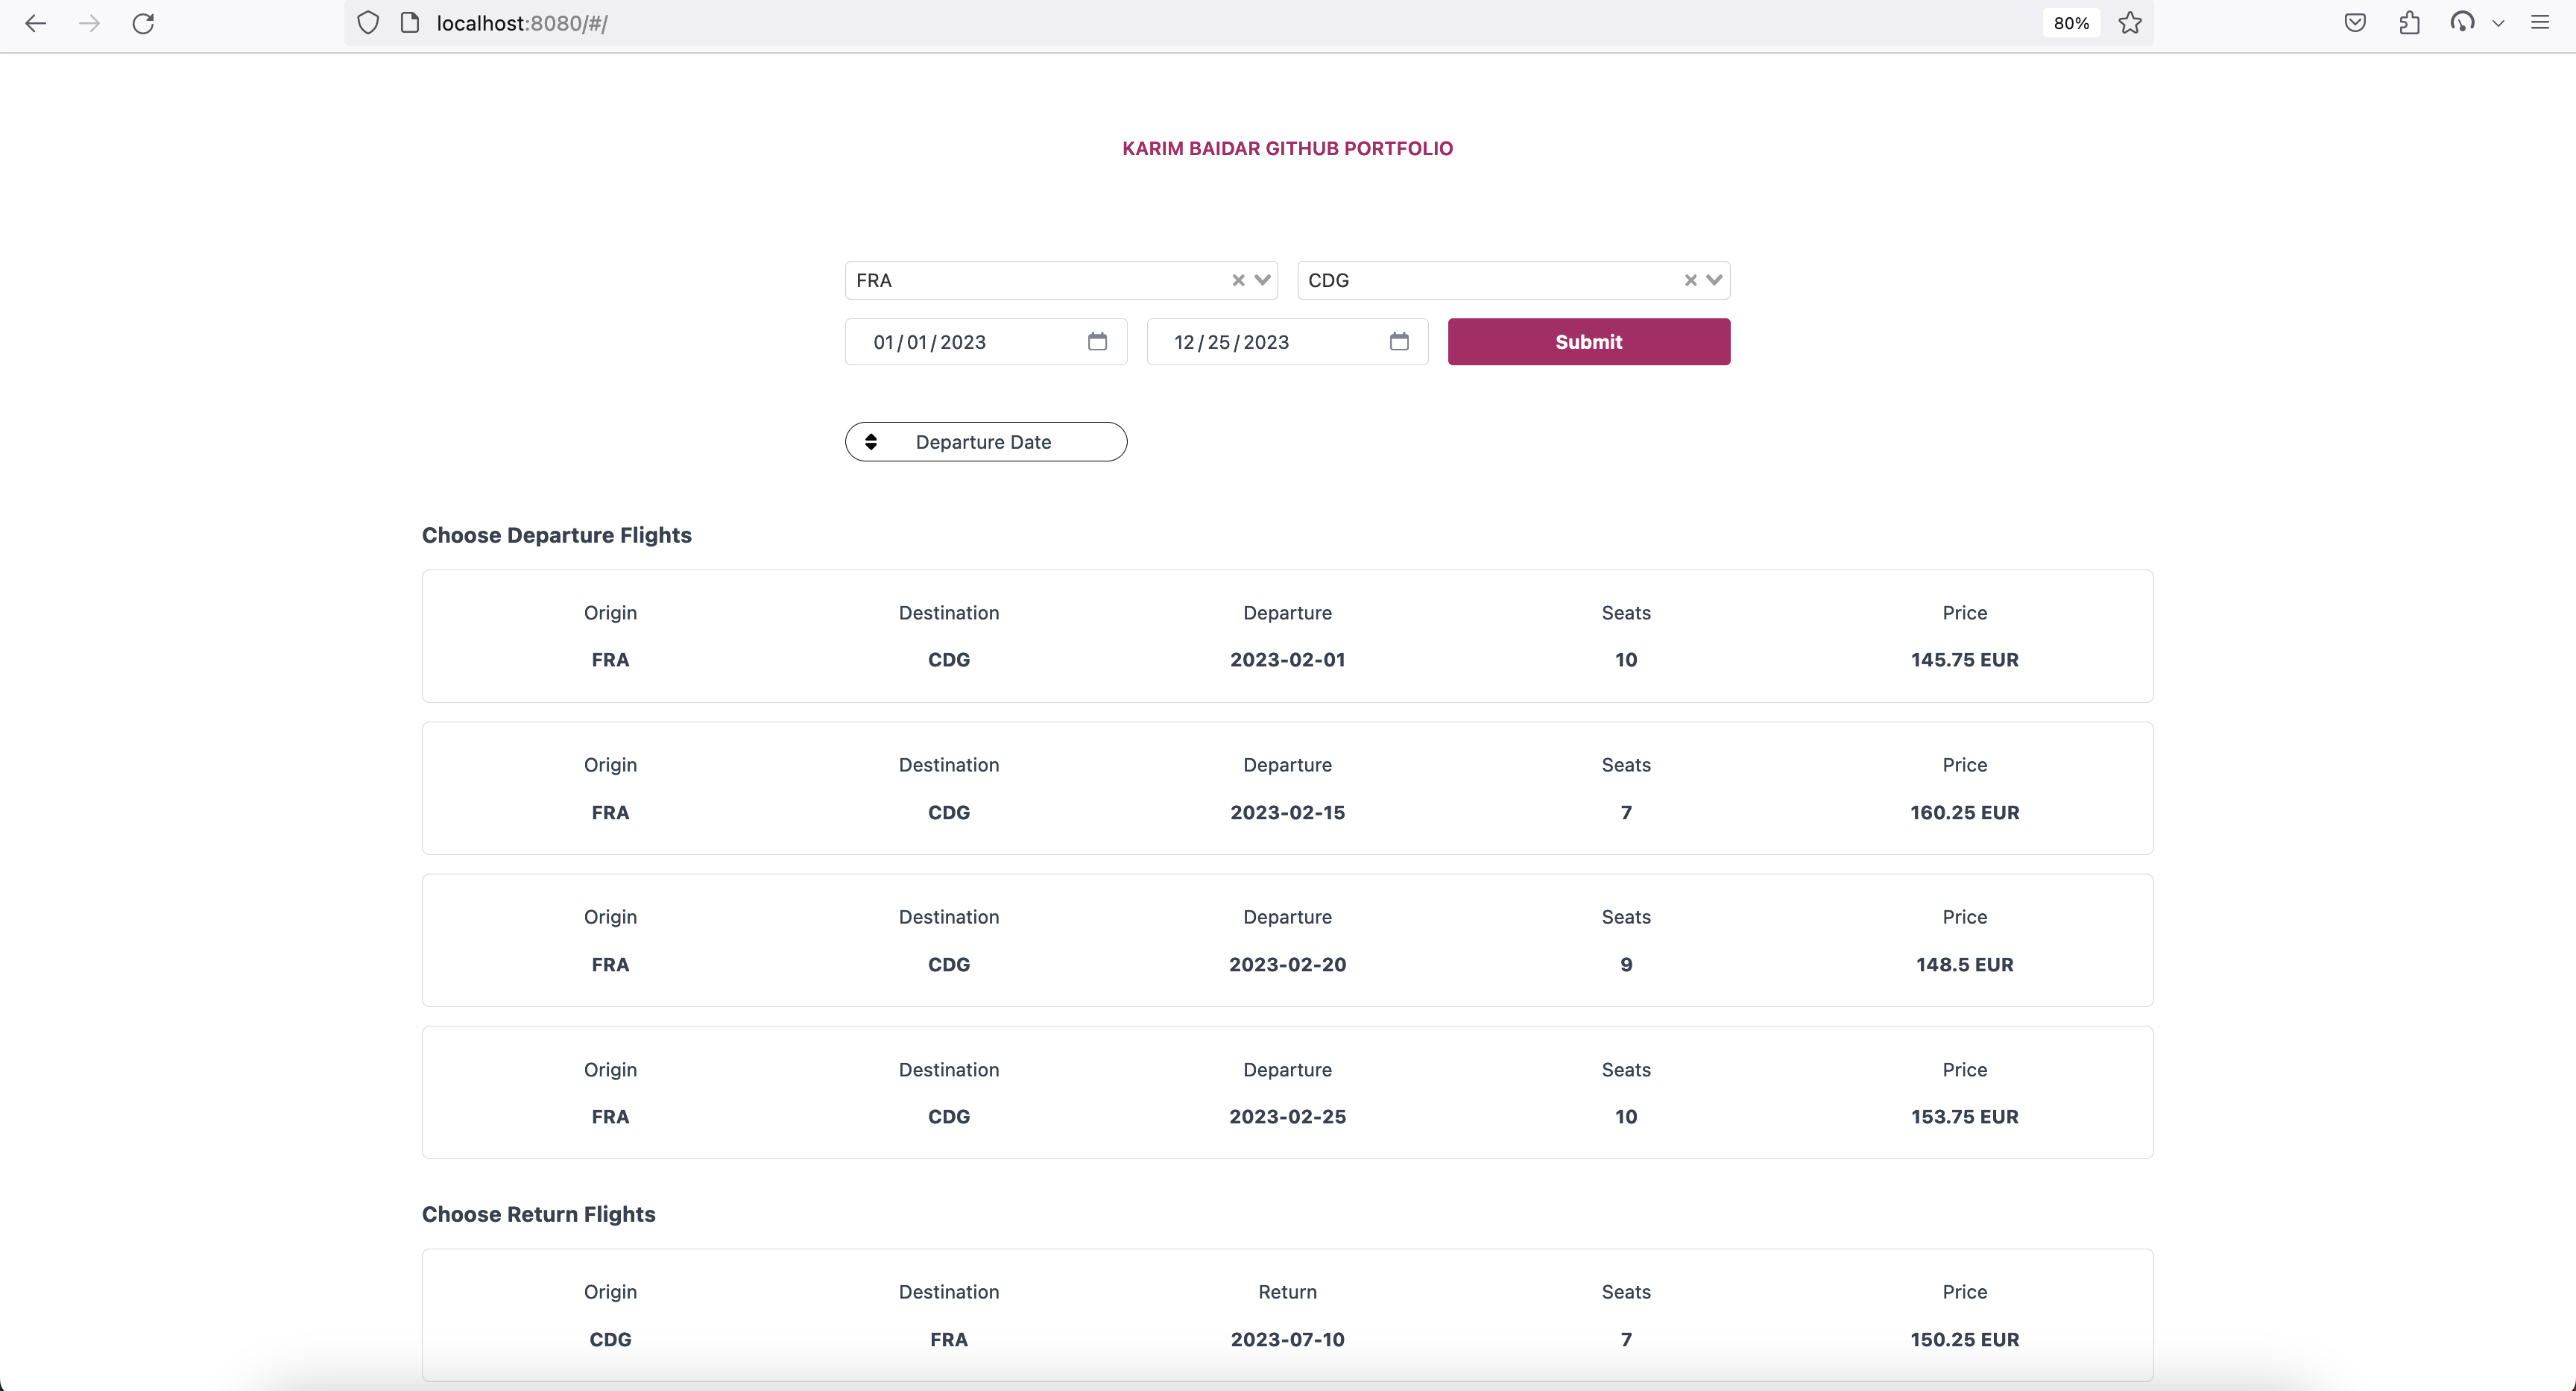 localhost:8080/#/ 80%
KARIM BAIDAR GITHUB PORTFOLIO
FRA CDG
01/01/2023 12/25/2023 Submit
Departure Date
Choose Departure Flights
Origin Destination Departure Seats Price
FRA CDG 2023-02-01 10 145.75 EUR
Origin Destination Departure Seats Price
FRA CDG 2023-02-15 7 160.25 EUR
Origin Destination Departure Seats Price
FRA CDG 2023-02-20 9 148.5 EUR
Origin Destination Departure Seats Price
FRA CDG 2023-02-25 10 153.75 EUR
Choose Return Flights
Origin Destination Return Seats Price
CDG FRA 2023-07-10 7 150.25 EUR